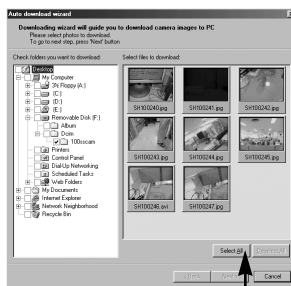 Auto download wizard
Downloading wizard will guide you to download camera images to PC
Please select photos to download.
To go to next step, press 'Next' button
Check folders you want to download:
Select files to download:
Desktop
My Computer
3½ Floppy (A:)
(C:)
(D:)
(E:)
Removable Disk (F:)
Album
Dcim
100sscam
Printers
Control Panel
Dial-Up Networking
Scheduled Tasks
Web Folders
My Documents
Internet Explorer
Network Neighborhood
Recycle Bin
SH100240.jpg SH100241.jpg SH100242.jpg
SH100243.jpg SH100244.jpg SH100245.jpg
SH100246.avi SH100247.jpg
Select All Deselect All
< Back Next Cancel